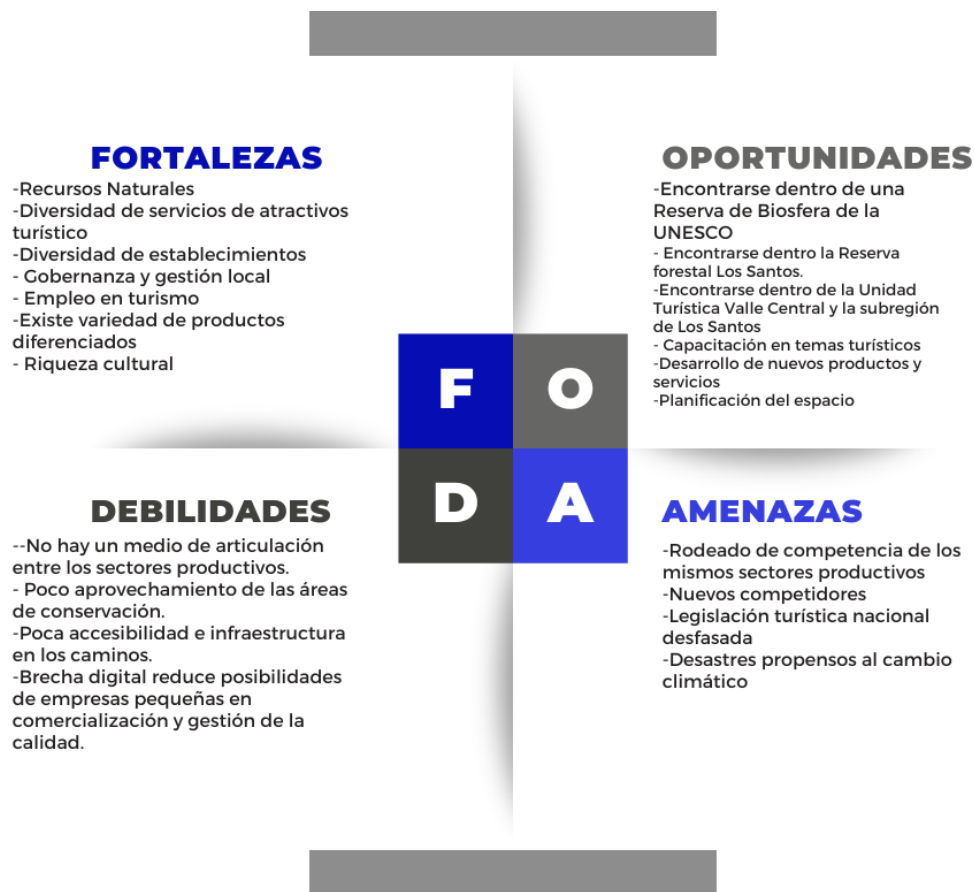 FORTALEZAS
-Recursos Naturales
-Diversidad de servicios de atractivos
turístico
-Diversidad de establecimientos
- Gobernanza y gestión local
- Empleo en turismo
-Existe variedad de productos
diferenciados
- Riqueza cultural
OPORTUNIDADES
-Encontrarse dentro de una
Reserva de Biosfera de la
UNESCO
- Encontrarse dentro la Reserva
forestal Los Santos.
-Encontrarse dentro de la Unidad
Turística Valle Central y la subregión
de Los Santos
- Capacitación en temas turísticos
-Desarrollo de nuevos productos y
servicios
-Planificación del espacio
F O
D A
DEBILIDADES
--No hay un medio de articulación
entre los sectores productivos.
- Poco aprovechamiento de las áreas
de conservación.
-Poca accesibilidad e infraestructura
en los caminos.
-Brecha digital reduce posibilidades
de empresas pequeñas en
comercialización y gestión de la
calidad.
AMENAZAS
-Rodeado de competencia de los
mismos sectores productivos
-Nuevos competidores
-Legislación turística nacional
desfasada
-Desastres propensos al cambio
climático